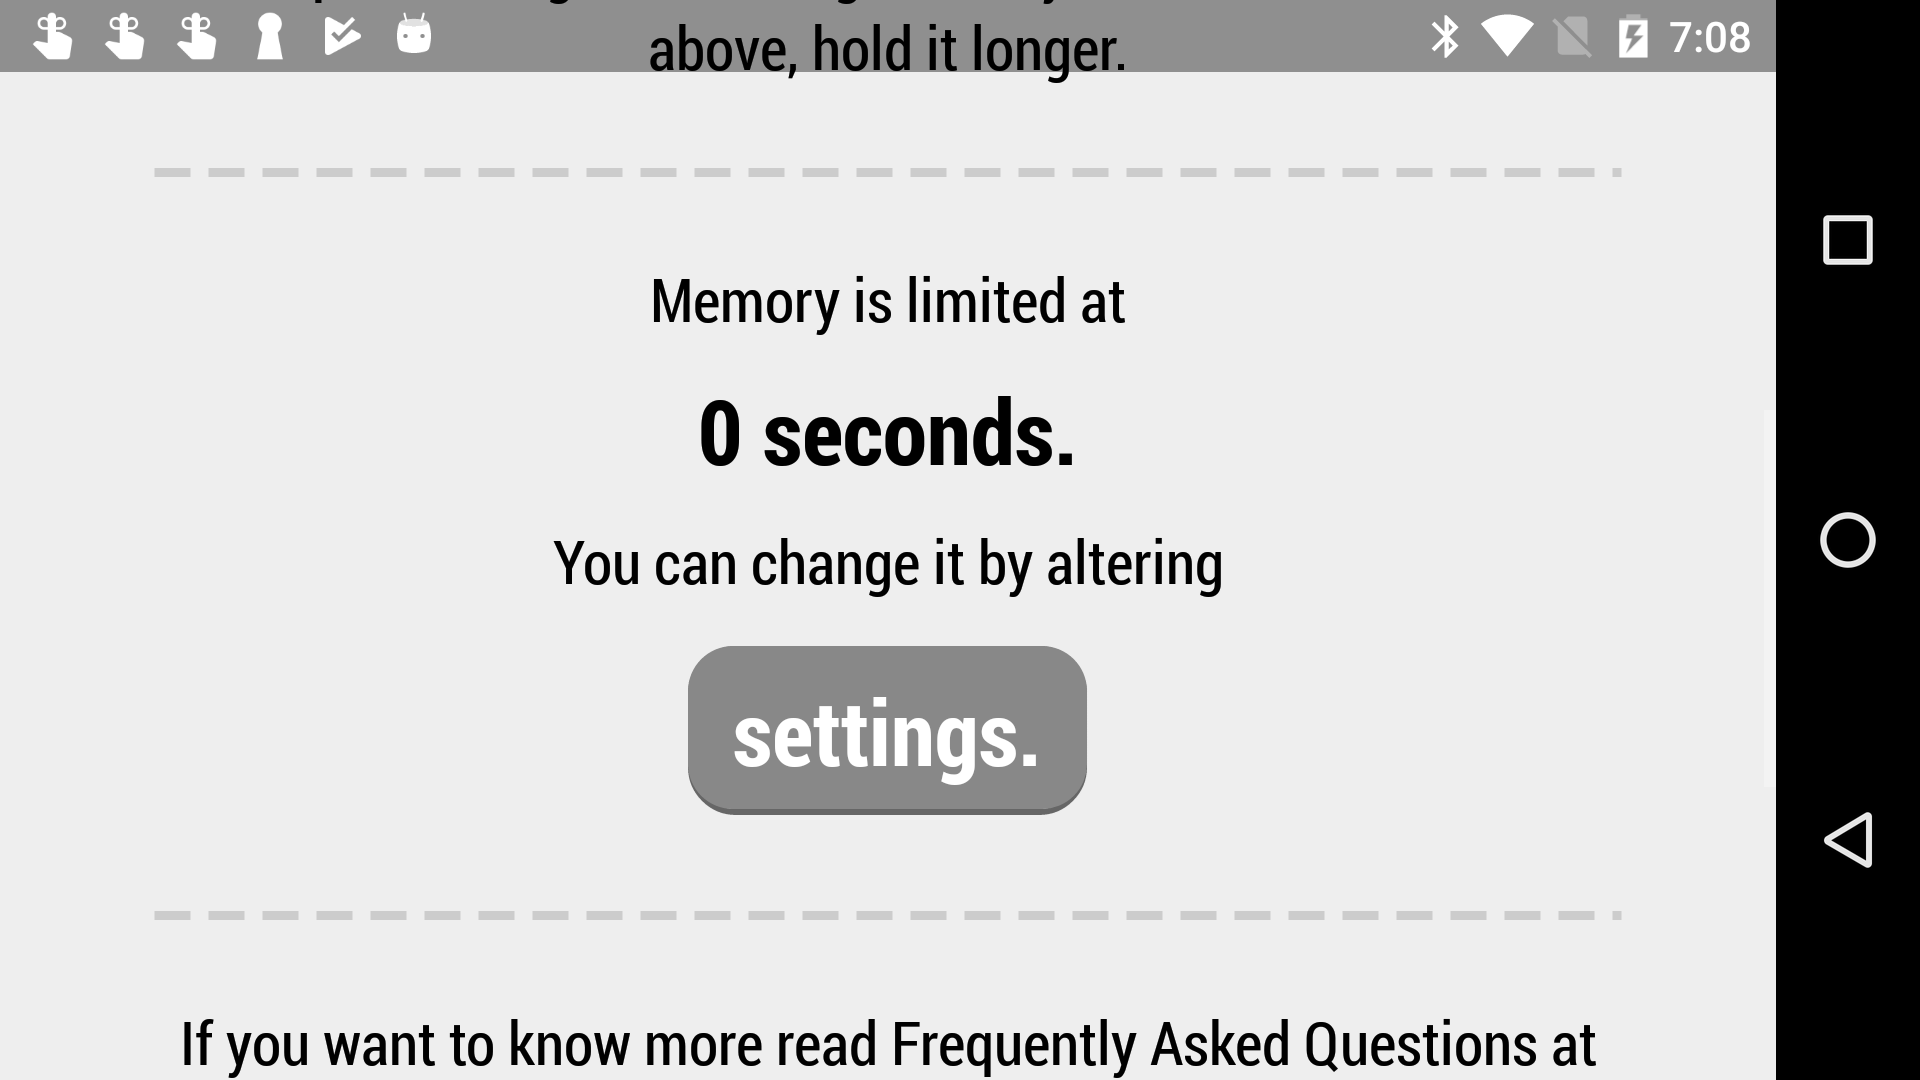 above, hold it longer.
7:08
Memory is limited at
0 seconds.
You can change it by altering
settings.
If you want to know more read Frequently Asked Questions at